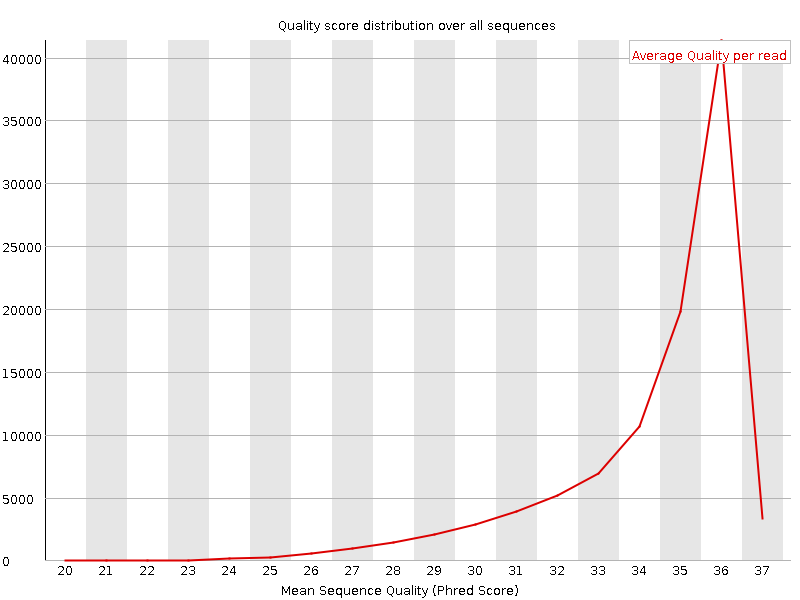 Quality score distribution over all sequences
Average Quality per read
40000
35000
30000
25000
20000
15000
10000
5000
0
20 21 22 23 24 25 26 27 28 29 30 31 32 33 34 35 36 37
Mean Sequence Quality (Phred Score)